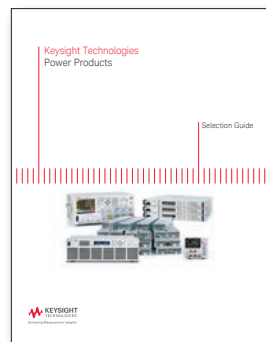 Keysight Technologies
Power Products
Selection Guide
KEYSIGHT
TECHNOLOGIES
Unlocking Measurement Insights